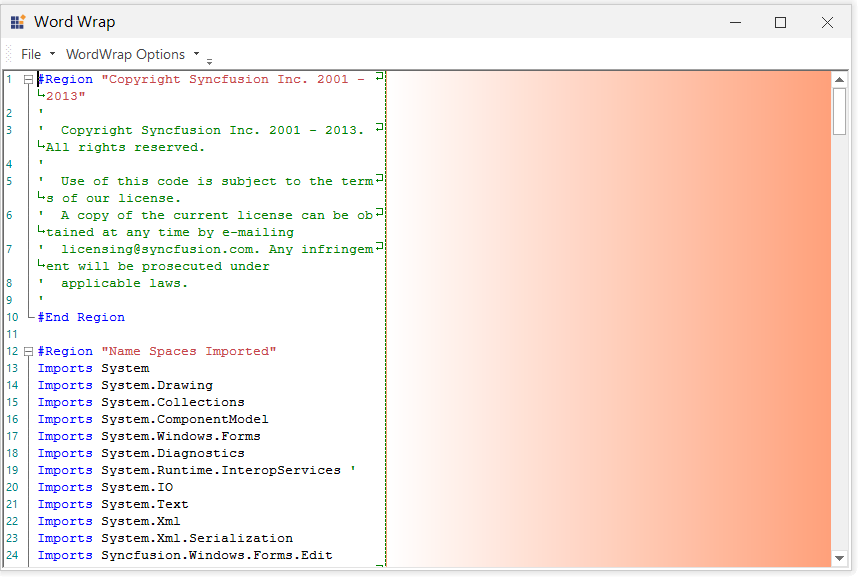 Word Wrap
File WordWrap Options
1 #Region "Copyright Syncfusion Inc. 2001 -
2013"
2 '
3 '  Copyright Syncfusion Inc. 2001 - 2013.
All rights reserved.
4 '
5 '  Use of this code is subject to the term
s of our license.
6 '  A copy of the current license can be ob
tained at any time by e-mailing
7 '  licensing@syncfusion.com. Any infringem
ent will be prosecuted under
8 '  applicable laws.
9 '
10 #End Region
11
12 #Region "Name Spaces Imported"
13 Imports System
14 Imports System.Drawing
15 Imports System.Collections
16 Imports System.ComponentModel
17 Imports System.Windows.Forms
18 Imports System.Diagnostics
19 Imports System.Runtime.InteropServices '
20 Imports System.IO
21 Imports System.Text
22 Imports System.Xml
23 Imports System.Xml.Serialization
24 Imports Syncfusion.Windows.Forms.Edit